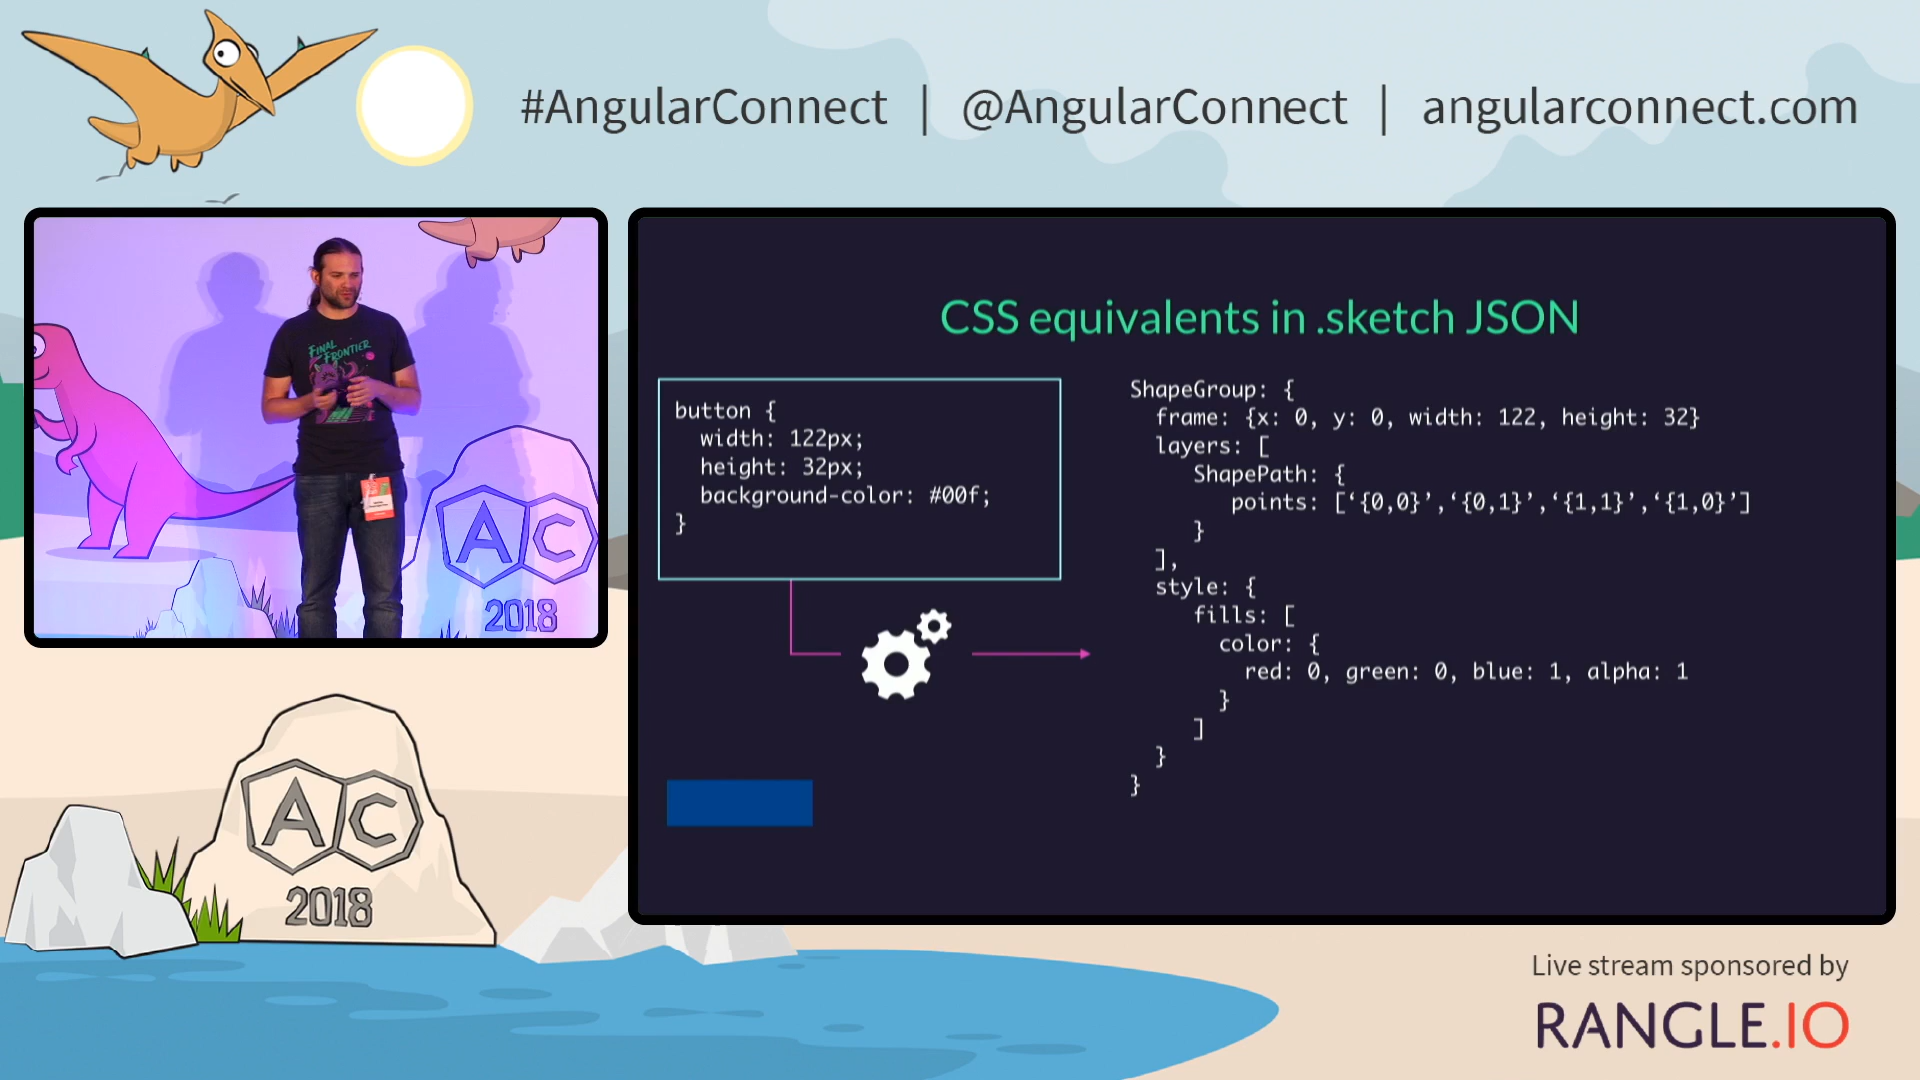 #AngularConnect | @AngularConnect | angularconnect.com
FINAL
FRONTIER
AC
2018
CSS equivalents in .sketch JSON
button {
width: 122px;
height: 32px;
background-color: #00f;
}
ShapeGroup: {
frame: {x: 0, y: 0, width: 122, height: 32}
layers: [
ShapePath: {
points: [‘{0,0}’,‘{0,1}’,‘{1,1}’,‘{1,0}’]
}
],
style: {
fills: [
color: {
red: 0, green: 0, blue: 1, alpha: 1
}
]
}
}
AC
2018
Live stream sponsored by
RANGLE.IO